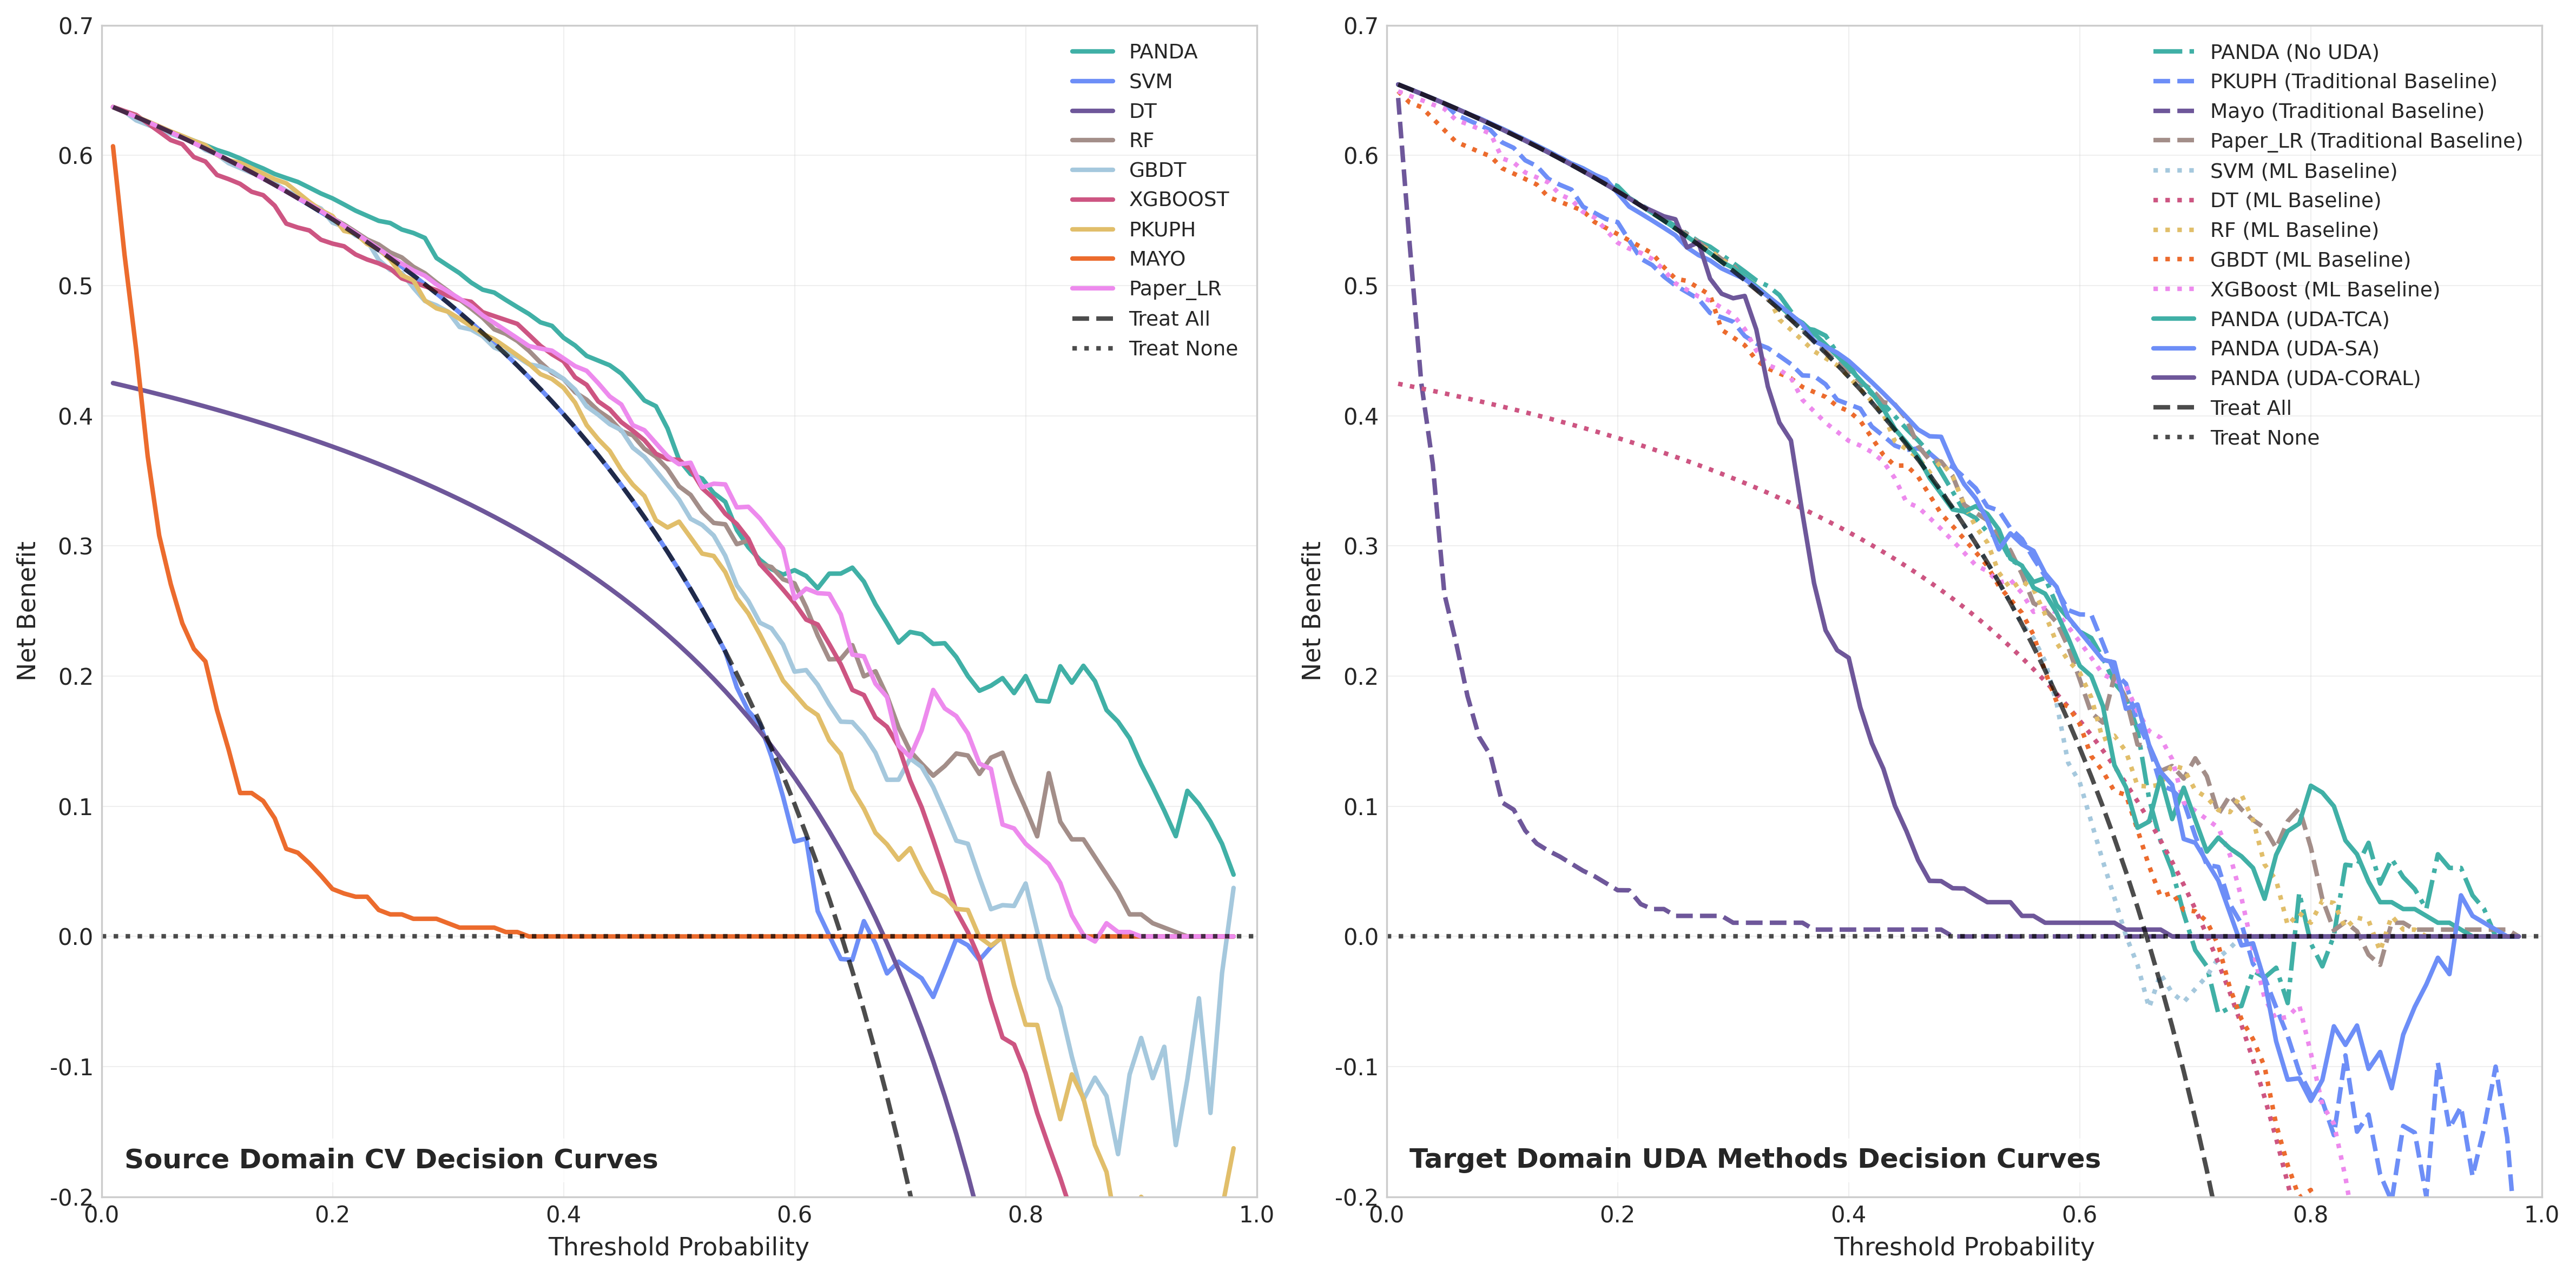 0.7
0.6
0.5
0.4
0.3
0.2
0.1
0.0
-0.1
-0.2
Net Benefit
PANDA
SVM
DT
RF
GBDT
XGBOOST
PKUPH
MAYO
Paper_LR
Treat All
Treat None
Source Domain CV Decision Curves
0.0
0.2
0.4
0.6
0.8
1.0
Threshold Probability
0.7
0.6
0.5
0.4
0.3
0.2
0.1
0.0
-0.1
-0.2
Net Benefit
PANDA (No UDA)
PKUPH (Traditional Baseline)
Mayo (Traditional Baseline)
Paper_LR (Traditional Baseline)
SVM (ML Baseline)
DT (ML Baseline)
RF (ML Baseline)
GBDT (ML Baseline)
XGBoost (ML Baseline)
PANDA (UDA-TCA)
PANDA (UDA-SA)
PANDA (UDA-CORAL)
Treat All
Treat None
Target Domain UDA Methods Decision Curves
0.0
0.2
0.4
0.6
0.8
1.0
Threshold Probability